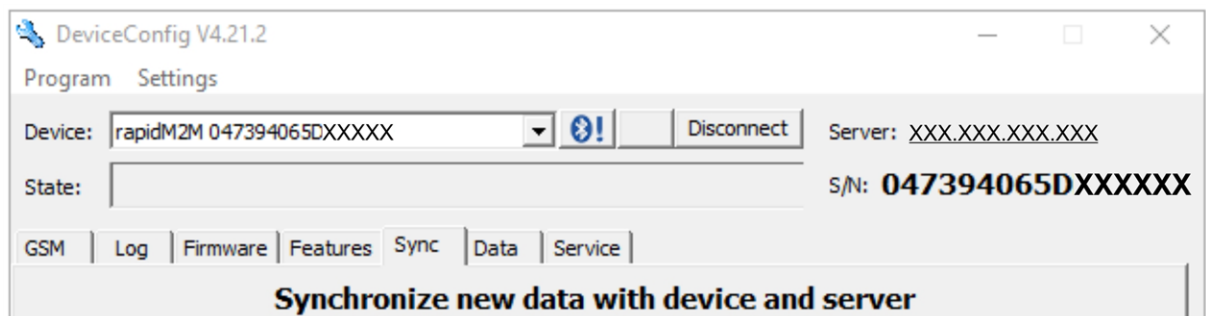 DeviceConfig V4.21.2
Program Settings
Device: rapidM2M 047394065DXXXXX Disconnect Server: XXX.XXX.XXX.XXX
State: S/N: 047394065DXXXXXX
GSM Log Firmware Features Sync Data Service
Synchronize new data with device and server